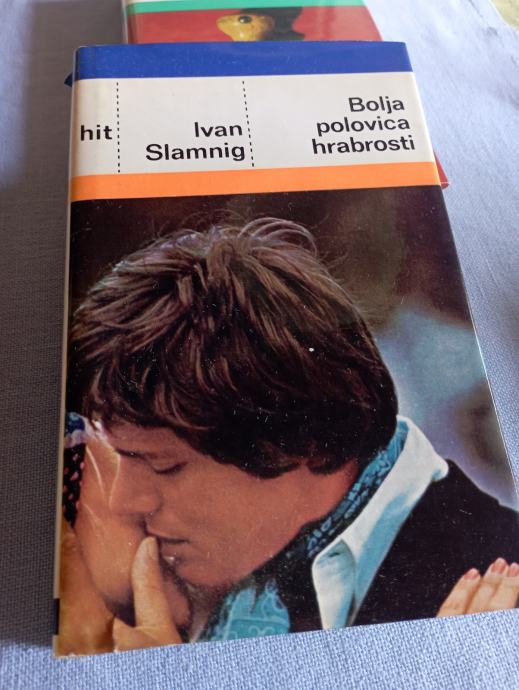 hit
Ivan
Slamnig
Bolja
polovica
hrabrosti